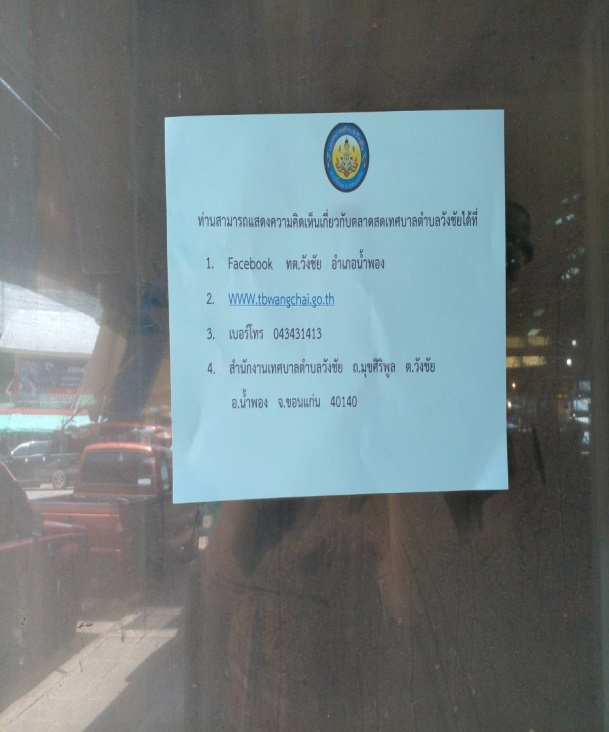 ท่านสามารถแสดงความคิดเห็นเกี่ยวกับตลาดสดเทศบาลตำบลวังชัยได้ที่
1. Facebook ทต.วังชัย อำเภอน้ำพอง
2. WWW.tbwangchai.go.th
3. เบอร์โทร 043431413
4. สำนักงานเทศบาลตำบลวังชัย ถ.มุขศิริพูล ต.วังชัย
อ.น้ำพอง จ.ขอนแก่น 40140